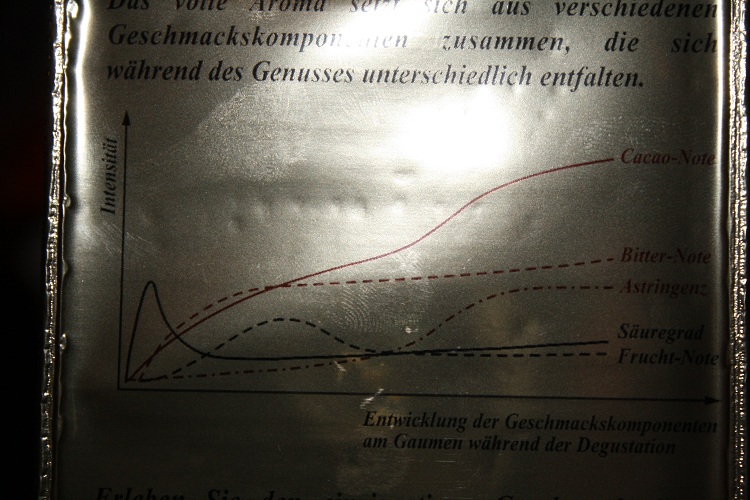 Das volle Aroma setzt sich aus verschiedenen
Geschmackskomponenten zusammen, die sich
während des Genusses unterschiedlich entfalten.
Intensität
Cacao-Note
Bitter-Note
Astringenz
Säuregrad
Frucht-Note
Entwicklung der Geschmackskomponenten
am Gaumen während der Degustation
Erleben Sie den